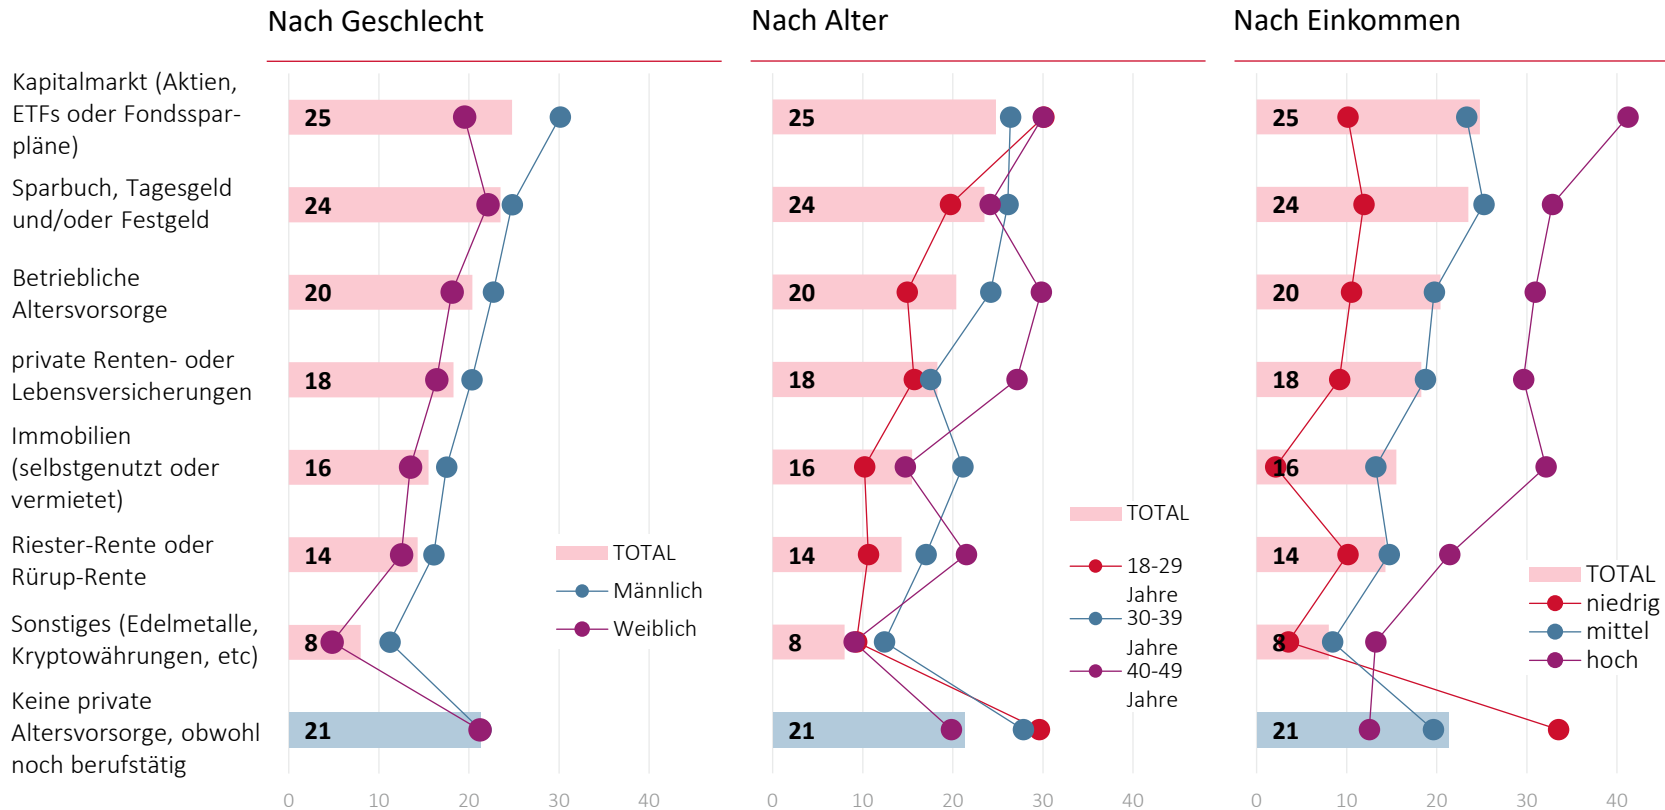 Nach Geschlecht
Nach Alter
Nach Einkommen
Kapitalmarkt (Aktien,
ETFs oder Fondsspar-
pläne)
Sparbuch, Tagesgeld
und/oder Festgeld
Betriebliche
Altersvorsorge
private Renten- oder
Lebensversicherungen
Immobilien
(selbstgenutzt oder
vermietet)
Riester-Rente oder
Rürup-Rente
Sonstiges (Edelmetalle,
Kryptowährungen, etc)
Keine private
Altersvorsorge, obwohl
noch berufstätig
25
24
20
18
16
14
8
21
TOTAL
Männlich
Weiblich
0 10 20 30 40
25
24
20
18
16
14
8
21
TOTAL
18-29
Jahre
30-39
Jahre
40-49
Jahre
0 10 20 30 40
25
24
20
18
16
14
8
21
TOTAL
niedrig
mittel
hoch
0 10 20 30 40